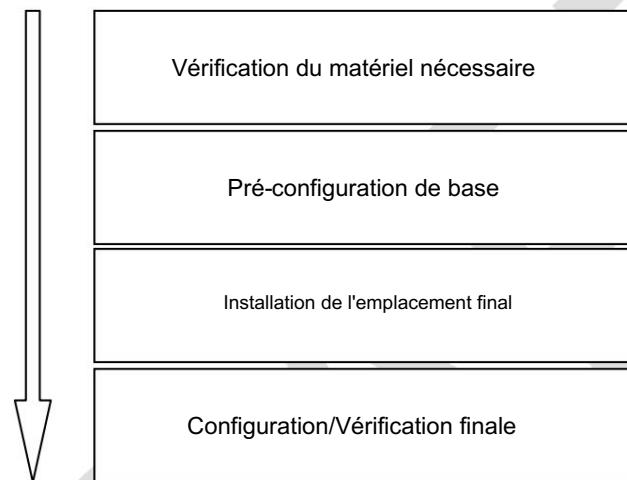 Vérification du matériel nécessaire
Pré-configuration de base
Installation de l'emplacement final
Configuration/Vérification finale